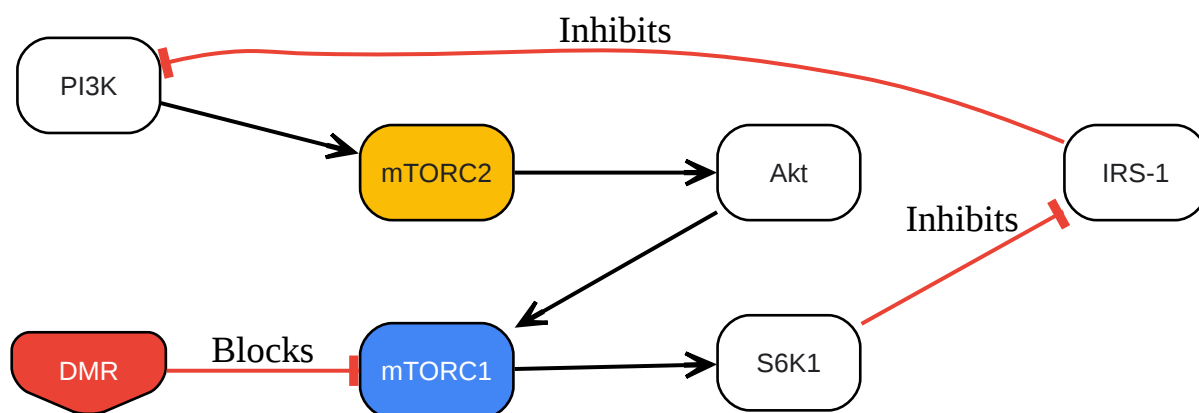 Inhibits
PI3K
mTORC2
Akt
IRS-1
Inhibits
Blocks
DMR
mTORC1
S6K1